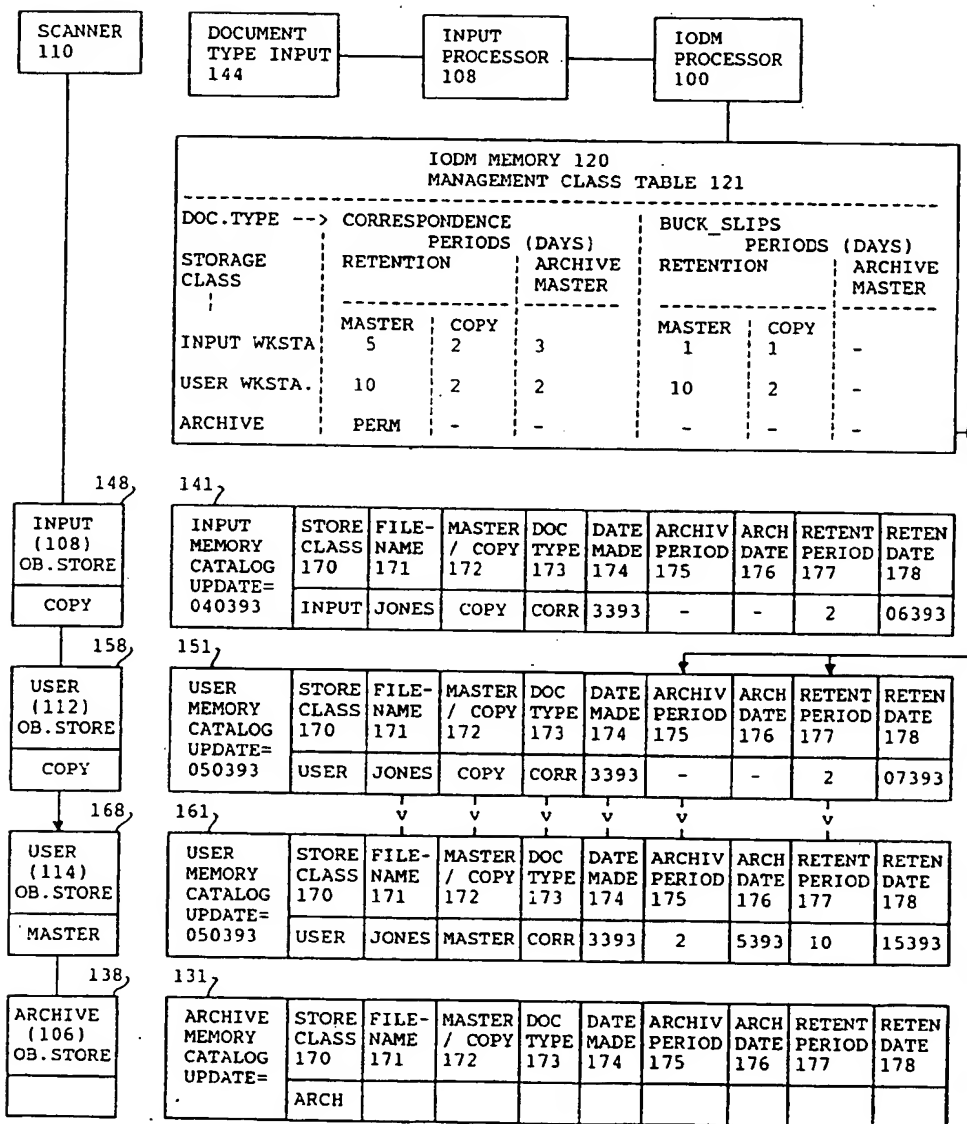 SCANNER
110
DOCUMENT
TYPE INPUT
144
INPUT
PROCESSOR
108
IODM
PROCESSOR
100
IODM MEMORY 120
MANAGEMENT CLASS TABLE 121
DOC.TYPE --> CORRESPONDENCE BUCK_SLIPS
PERIODS (DAYS) PERIODS (DAYS)
STORAGE RETENTION ARCHIVE RETENTION ARCHIVE
CLASS MASTER MASTER
MASTER COPY MASTER COPY
INPUT WKSTA 5 2 3 1 1 -
USER WKSTA. 10 2 2 10 2 -
ARCHIVE PERM - - - - -
148
INPUT
(108)
OB.STORE
COPY
141
INPUT
MEMORY
CATALOG
UPDATE=
040393
STORE CLASS 170
FILE-NAME 171
MASTER / COPY 172
DOC TYPE 173
DATE MADE 174
ARCHIV PERIOD 175
ARCH DATE 176
RETENT PERIOD 177
RETEN DATE 178
INPUT JONES COPY CORR 3393 - - 2 06393
158
USER
(112)
OB.STORE
COPY
151
USER
MEMORY
CATALOG
UPDATE=
050393
STORE CLASS 170
FILE-NAME 171
MASTER / COPY 172
DOC TYPE 173
DATE MADE 174
ARCHIV PERIOD 175
ARCH DATE 176
RETENT PERIOD 177
RETEN DATE 178
USER JONES COPY CORR 3393 - - 2 07393
v v v v v v
168
USER
(114)
OB.STORE
MASTER
161
USER
MEMORY
CATALOG
UPDATE=
050393
STORE CLASS 170
FILE-NAME 171
MASTER / COPY 172
DOC TYPE 173
DATE MADE 174
ARCHIV PERIOD 175
ARCH DATE 176
RETENT PERIOD 177
RETEN DATE 178
USER JONES MASTER CORR 3393 2 5393 10 15393
138
ARCHIVE
(106)
OB.STORE
131
ARCHIVE
MEMORY
CATALOG
UPDATE=
STORE CLASS 170
FILE-NAME 171
MASTER / COPY 172
DOC TYPE 173
DATE MADE 174
ARCHIV PERIOD 175
ARCH DATE 176
RETENT PERIOD 177
RETEN DATE 178
ARCH